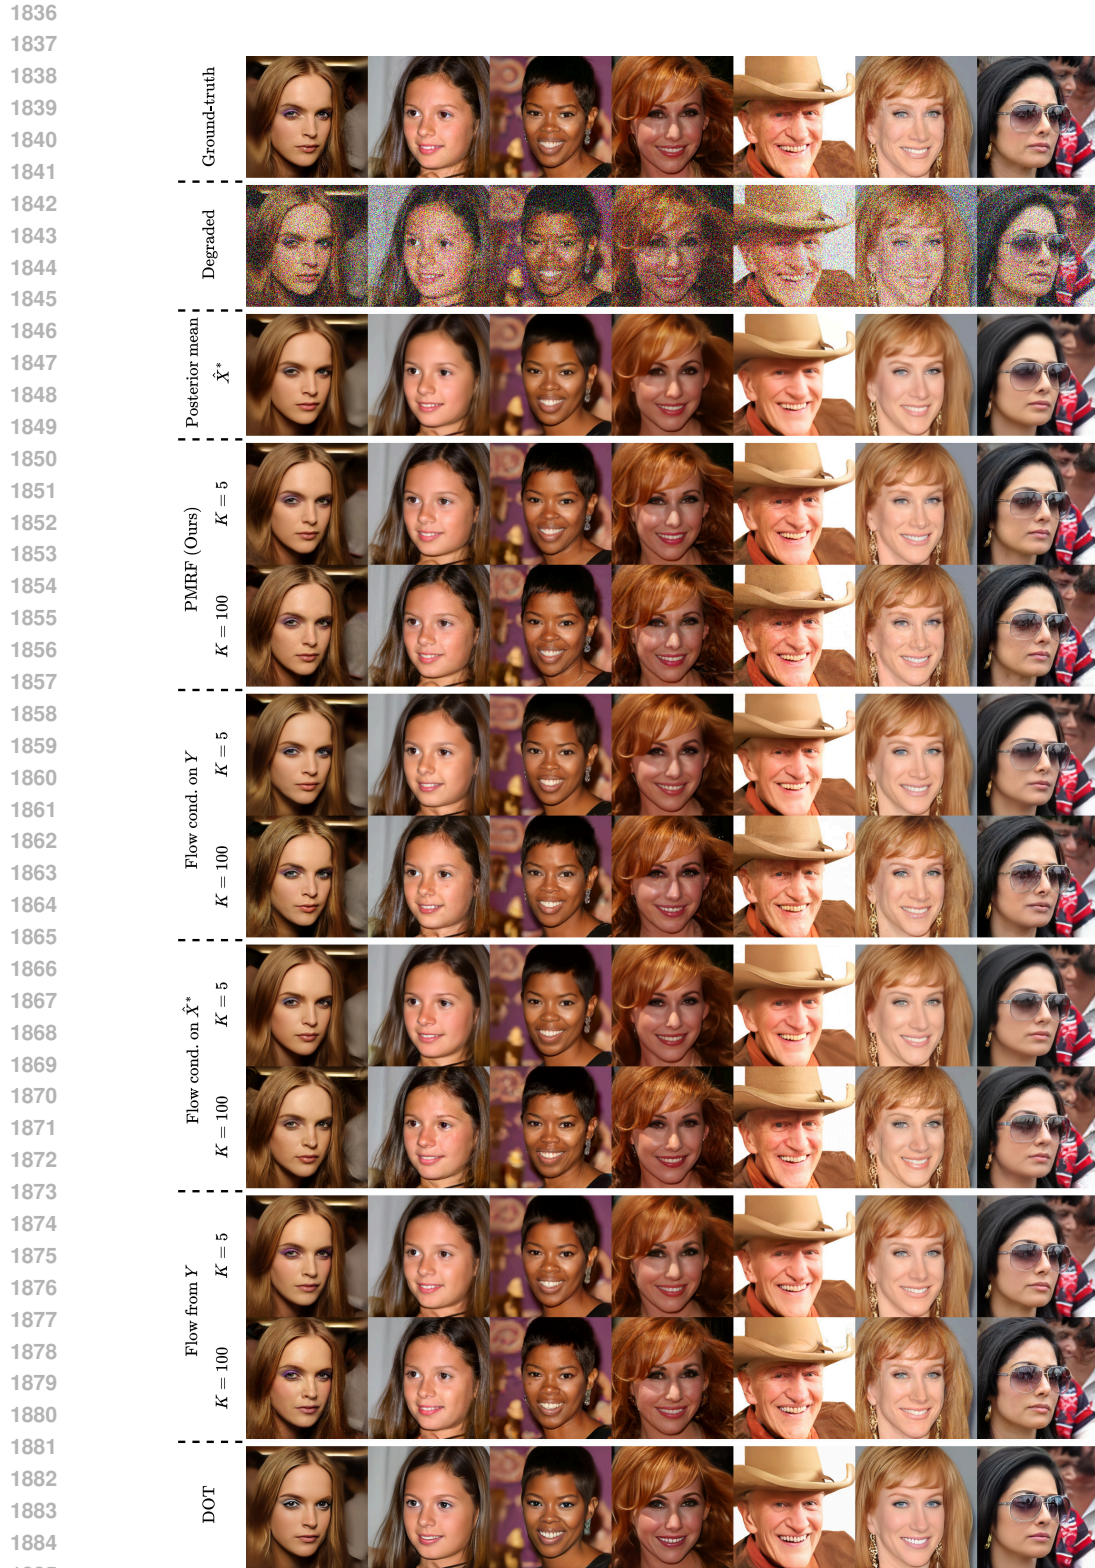 1836
1837
1838
1839
1840
1841
1842
1843
1844
1845
1846
1847
1848
1849
1850
1851
1852
1853
1854
1855
1856
1857
1858
1859
1860
1861
1862
1863
1864
1865
1866
1867
1868
1869
1870
1871
1872
1873
1874
1875
1876
1877
1878
1879
1880
1881
1882
1883
1884
Ground-truth
Degraded
Posterior mean
X̂*
PMRF (Ours)
K = 5
K = 100
Flow cond. on Y
K = 5
K = 100
Flow cond. on X̂*
K = 5
K = 100
Flow from Y
K = 5
K = 100
DOT